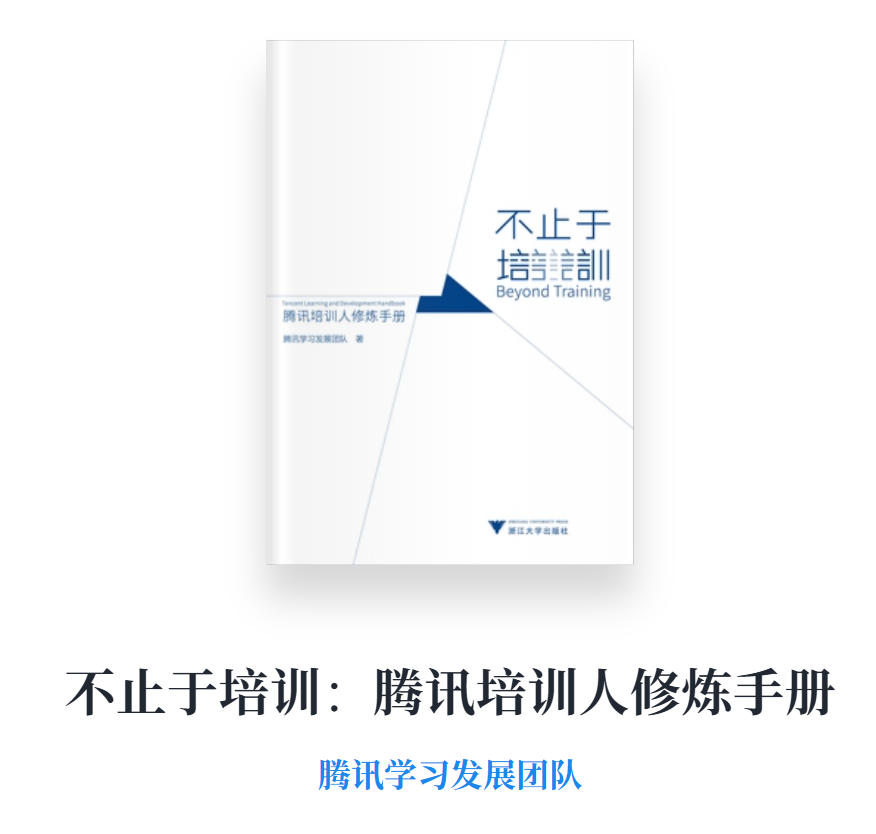 不止于
培训
Beyond Training
Tencent Learning and Development Handbook
腾讯培训人修炼手册
腾讯学习发展团队 著
ZHEJIANG UNIVERSITY PRESS
浙江大学出版社
不止于培训：腾讯培训人修炼手册
腾讯学习发展团队